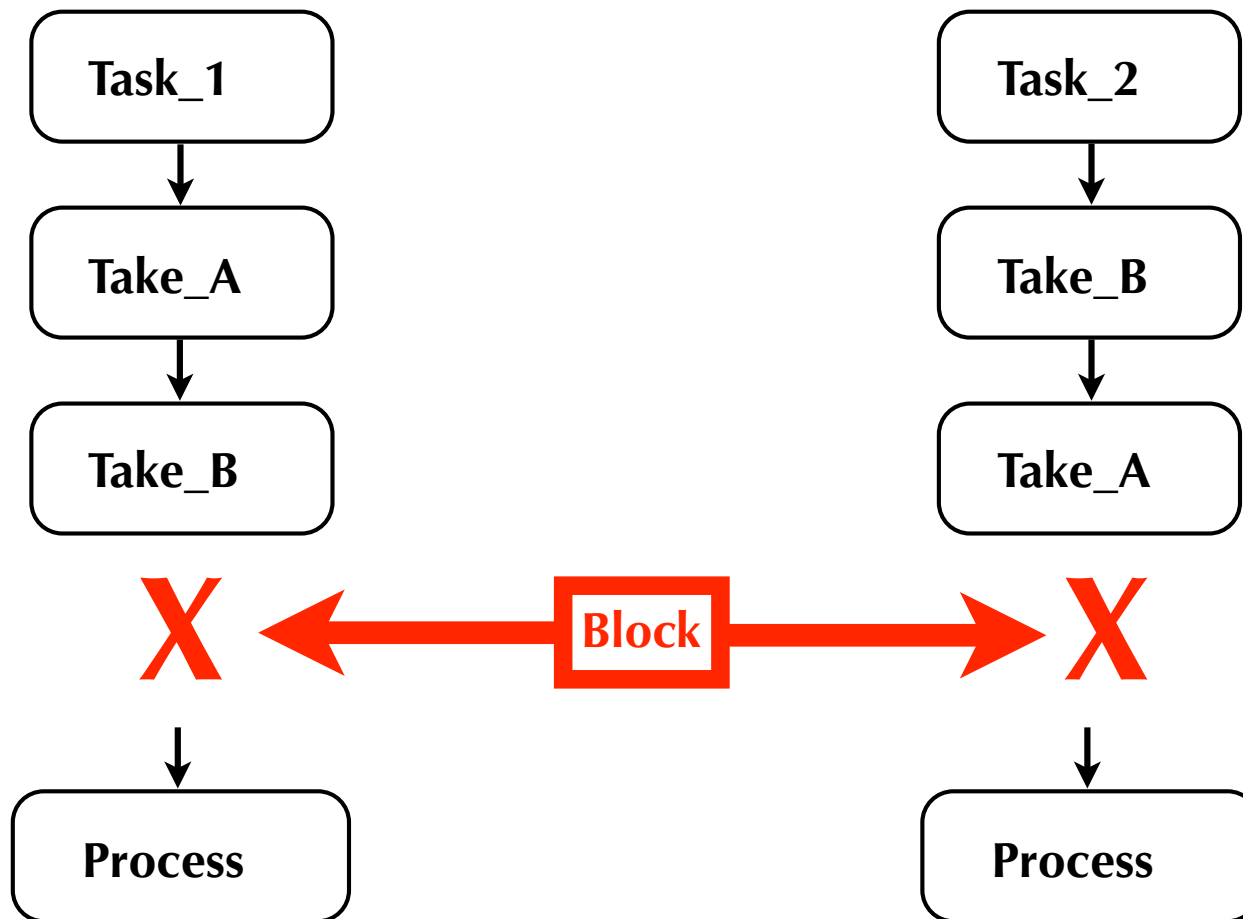 Task_1
Task_2
Take_A
Take_B
Take_B
Take_A
X
Block
X
Process
Process